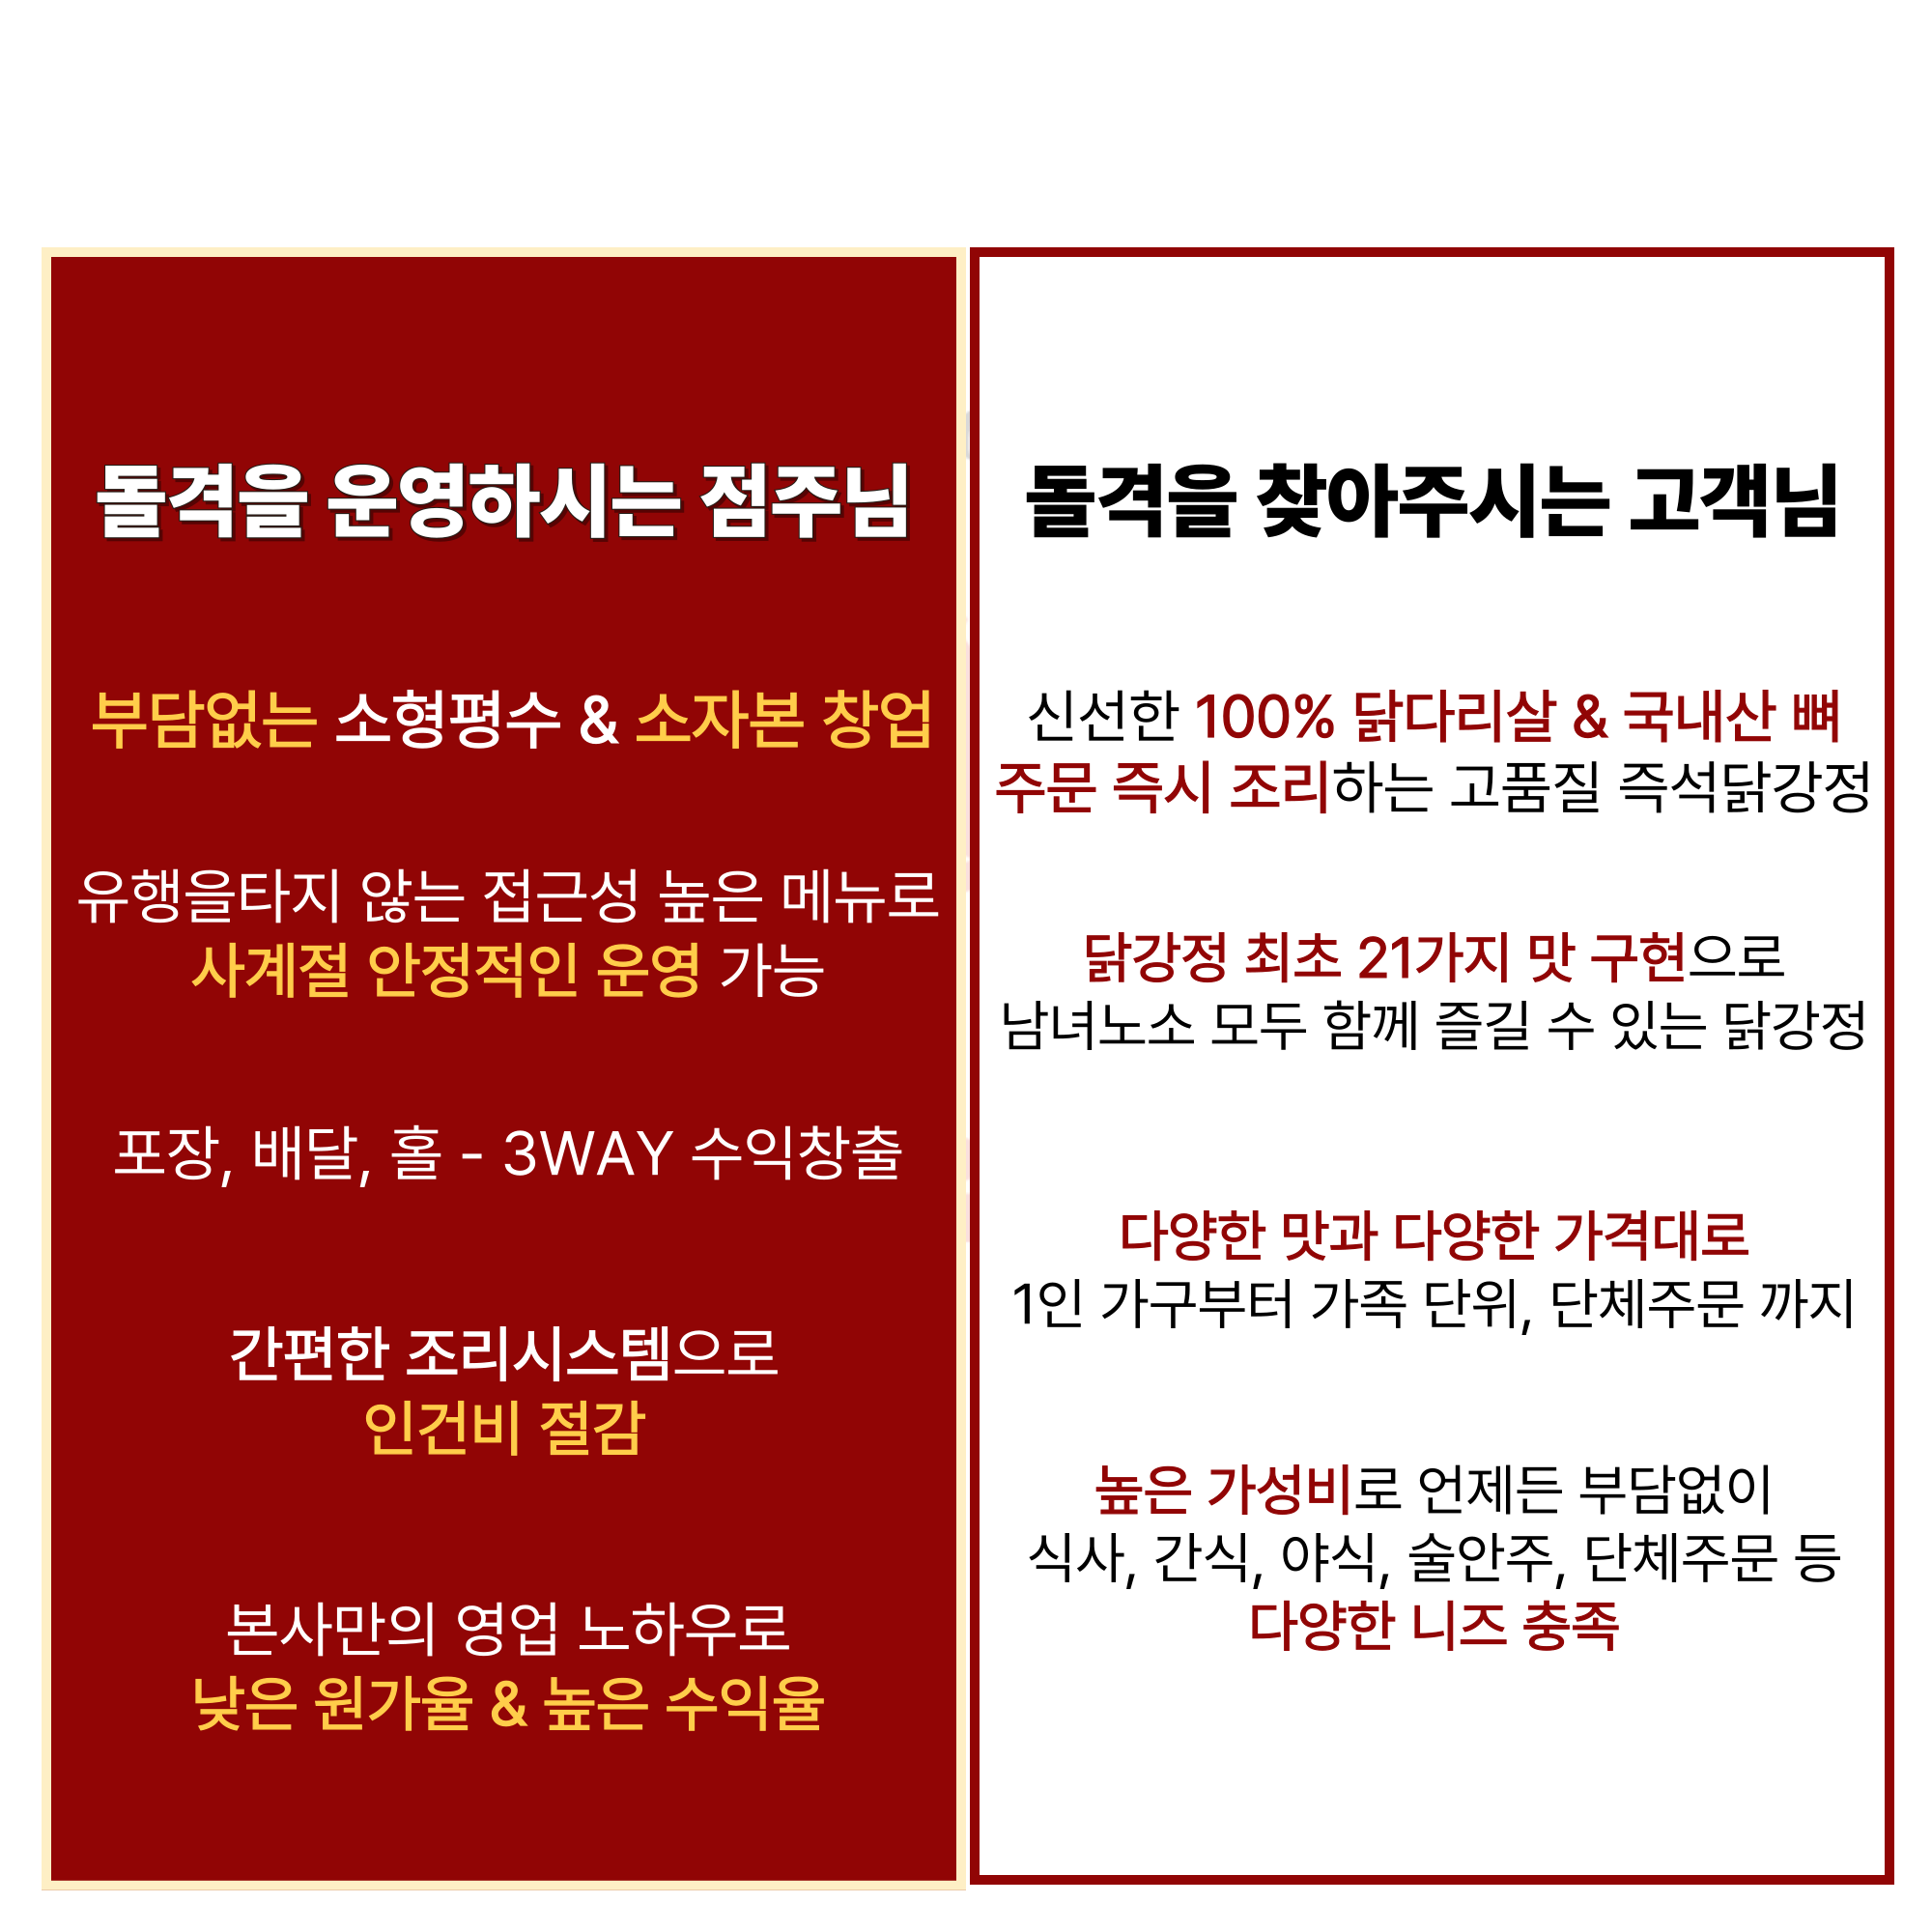 돌격을 운영하시는 점주님
부담없는 소형평수 & 소자본 창업
유행을타지 않는 접근성 높은 메뉴로
사계절 안정적인 운영 가능
포장, 배달, 홀 - 3WAY 수익창출
간편한 조리시스템으로
인건비 절감
본사만의 영업 노하우로
낮은 원가율 & 높은 수익율
돌격을 찾아주시는 고객님
신선한 100% 닭다리살 & 국내산 뼈
주문 즉시 조리하는 고품질 즉석닭강정
닭강정 최초 21가지 맛 구현으로
남녀노소 모두 함께 즐길 수 있는 닭강정
다양한 맛과 다양한 가격대로
1인 가구부터 가족 단위, 단체주문 까지
높은 가성비로 언제든 부담없이
식사, 간식, 야식, 술안주, 단체주문 등
다양한 니즈 충족